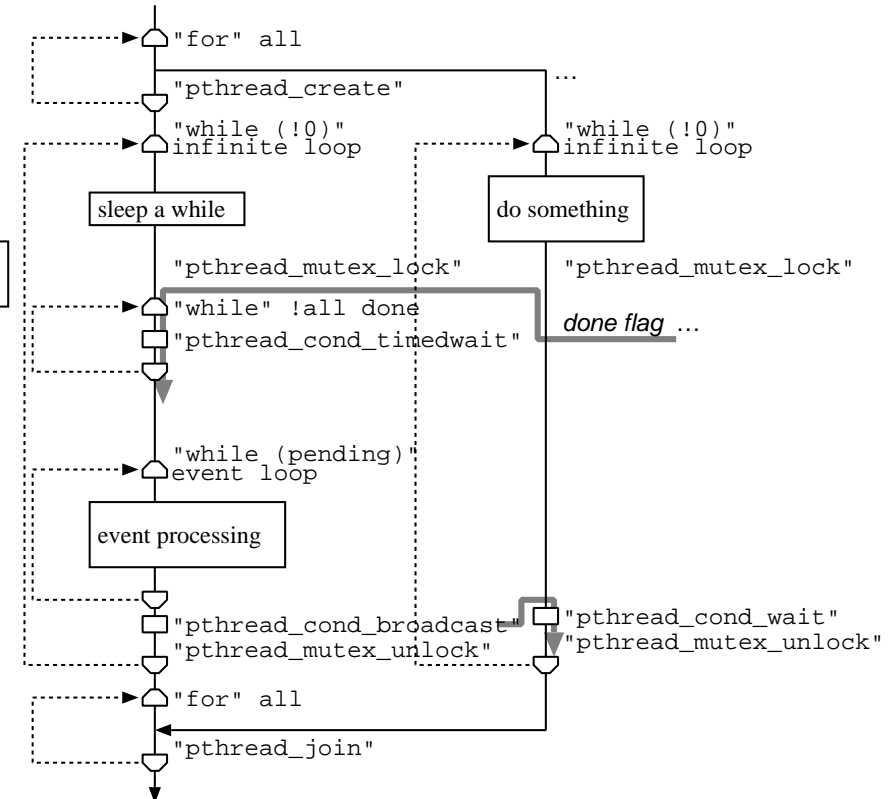 "for" all
…
"pthread_create"
"while (!0)"
infinite loop
"while (!0)"
infinite loop
sleep a while
do something
"pthread_mutex_lock"
"pthread_mutex_lock"
"while" !all done
done flag …
"pthread_cond_timedwait"
"while (pending)"
event loop
event processing
"pthread_cond_broadcast"
"pthread_cond_wait"
"pthread_mutex_unlock"
"pthread_mutex_unlock"
"for" all
"pthread_join"